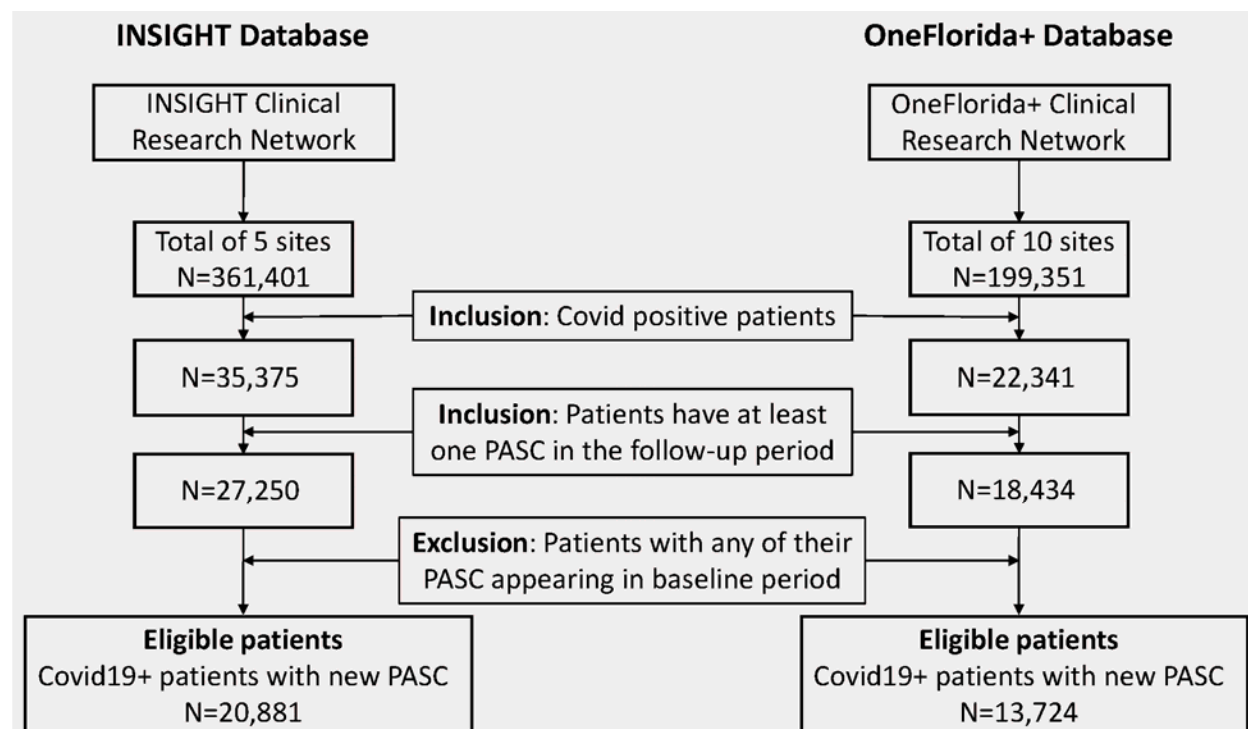 INSIGHT Database
OneFlorida+ Database
INSIGHT Clinical
Research Network
OneFlorida+ Clinical
Research Network
Total of 5 sites
N=361,401
Total of 10 sites
N=199,351
Inclusion: Covid positive patients
N=35,375
N=22,341
Inclusion: Patients have at least
one PASC in the follow-up period
N=27,250
N=18,434
Exclusion: Patients with any of their
PASC appearing in baseline period
Eligible patients
Covid19+ patients with new PASC
N=20,881
Eligible patients
Covid19+ patients with new PASC
N=13,724